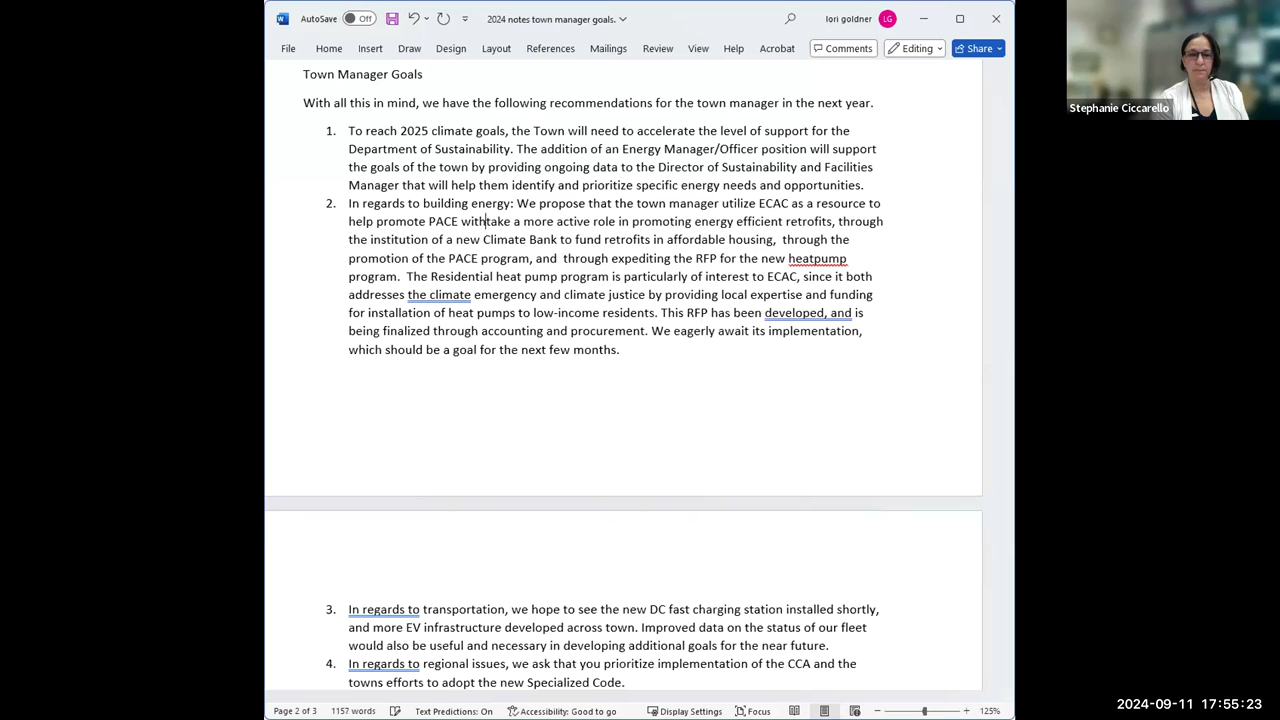 AutoSave Off 2024 notes town manager goals. lori goldner LG
File Home Insert Draw Design Layout References Mailings Review View Help Acrobat Comments Editing Share
Town Manager Goals
With all this in mind, we have the following recommendations for the town manager in the next year.
1. To reach 2025 climate goals, the Town will need to accelerate the level of support for the
Department of Sustainability. The addition of an Energy Manager/Officer position will support
the goals of the town by providing ongoing data to the Director of Sustainability and Facilities
Manager that will help them identify and prioritize specific energy needs and opportunities.
2. In regards to building energy: We propose that the town manager utilize ECAC as a resource to
help promote PACE withtake a more active role in promoting energy efficient retrofits, through
the institution of a new Climate Bank to fund retrofits in affordable housing,  through the
promotion of the PACE program, and  through expediting the RFP for the new heatpump
program.  The Residential heat pump program is particularly of interest to ECAC, since it both
addresses the climate emergency and climate justice by providing local expertise and funding
for installation of heat pumps to low-income residents. This RFP has been developed, and is
being finalized through accounting and procurement. We eagerly await its implementation,
which should be a goal for the next few months.
3. In regards to transportation, we hope to see the new DC fast charging station installed shortly,
and more EV infrastructure developed across town. Improved data on the status of our fleet
would also be useful and necessary in developing additional goals for the near future.
4. In regards to regional issues, we ask that you prioritize implementation of the CCA and the
towns efforts to adopt the new Specialized Code.
Page 2 of 3 1157 words Text Predictions: On Accessibility: Good to go Display Settings Focus 125%
Stephanie Ciccarello
2024-09-11 17:55:23